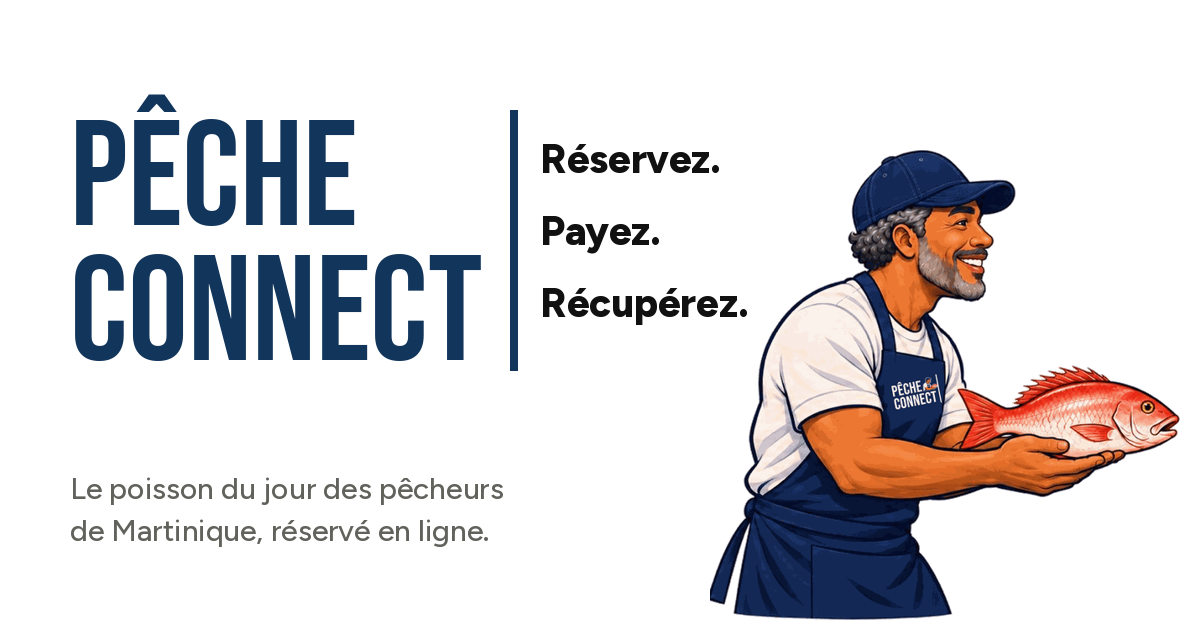 PÊCHE
CONNECT
Réservez.
Payez.
Récupérez.
Le poisson du jour des pêcheurs
de Martinique, réservé en ligne.
PÊCHE
CONNECT